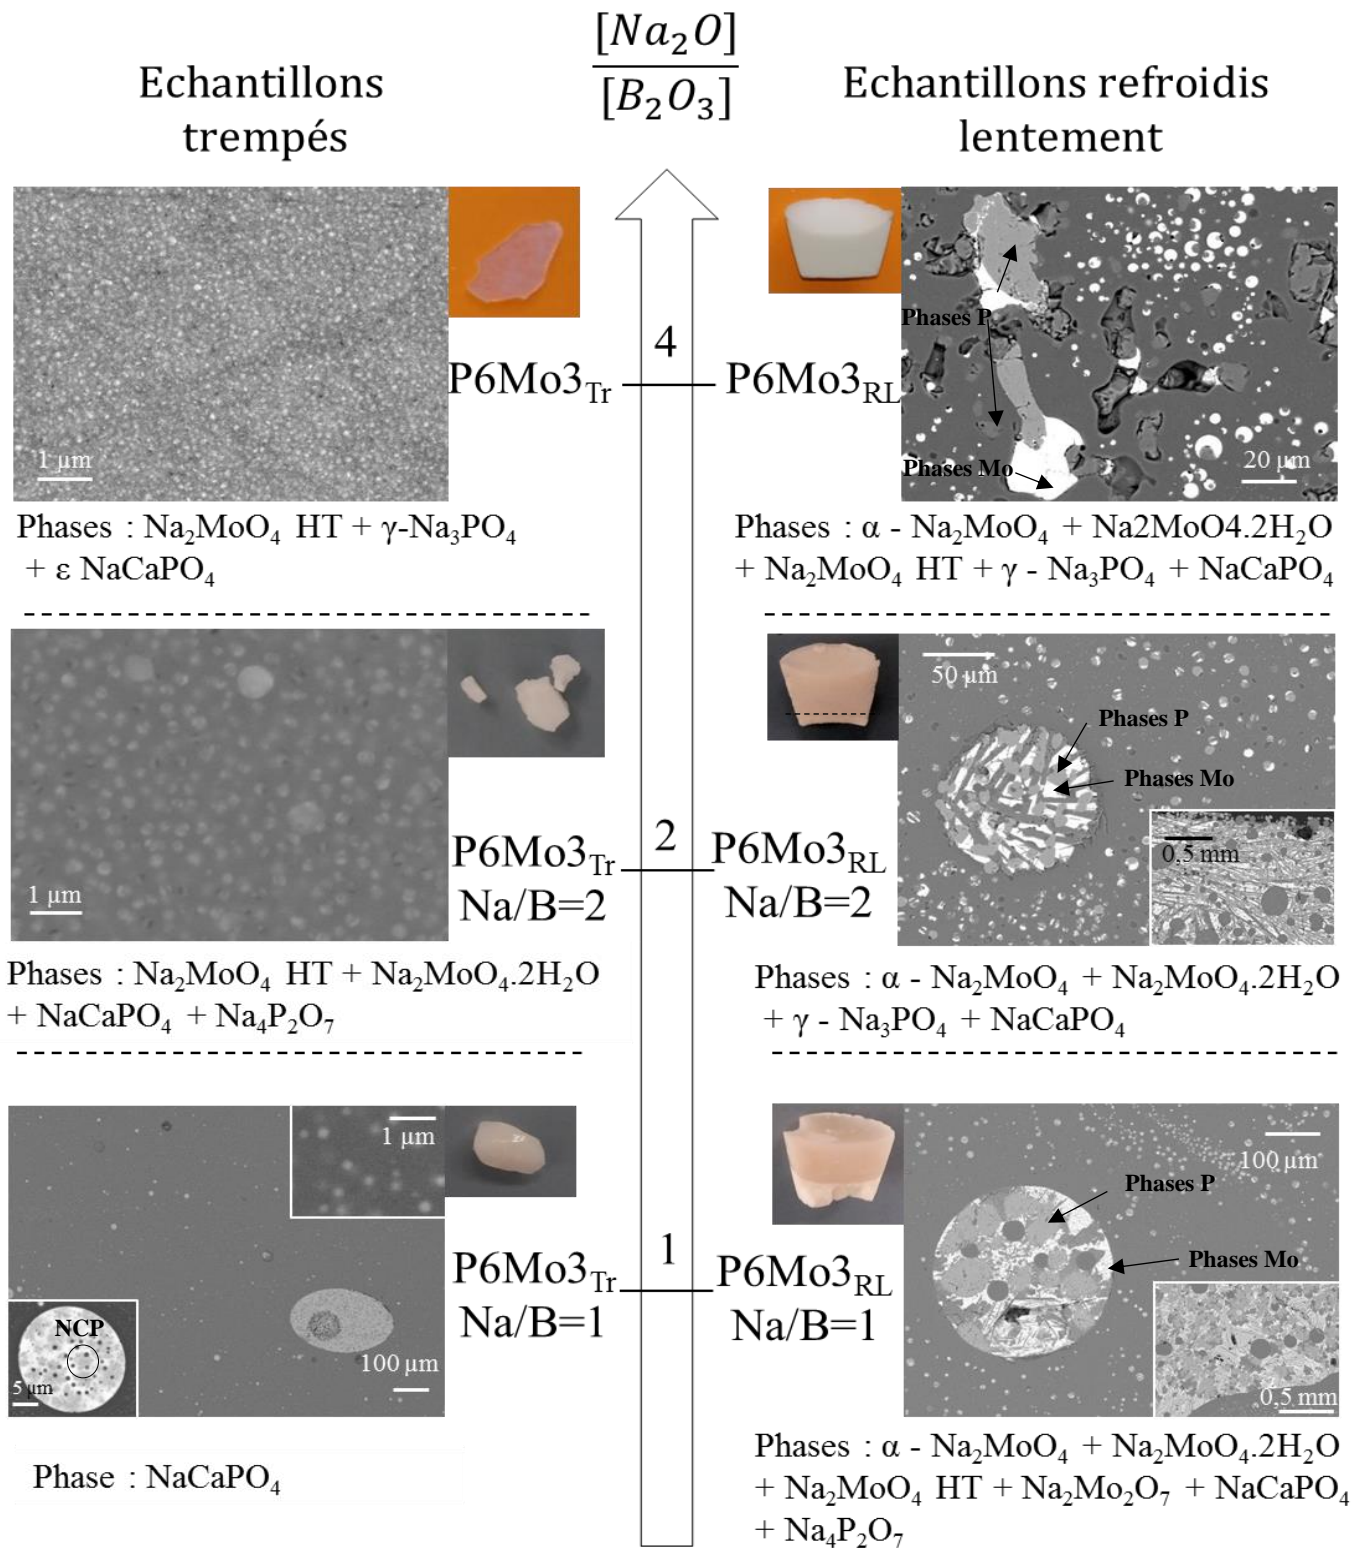 [Na₂O]
[B₂O₃]
Echantillons
trempés
Echantillons refroidis
lentement
1 µm
P6Mo3Tr
4
P6Mo3RL
Phases P
Phases Mo
20 µm
Phases : Na₂MoO₄ HT + γ-Na₃PO₄
+ ε NaCaPO₄
Phases : α - Na₂MoO₄ + Na2MoO4.2H₂O
+ Na₂MoO₄ HT + γ - Na₃PO₄ + NaCaPO₄
1 µm
P6Mo3Tr
Na/B=2
2
P6Mo3RL
Na/B=2
50 µm
Phases P
Phases Mo
0,5 mm
Phases : Na₂MoO₄ HT + Na₂MoO₄.2H₂O
+ NaCaPO₄ + Na₄P₂O₇
Phases : α - Na₂MoO₄ + Na₂MoO₄.2H₂O
+ γ - Na₃PO₄ + NaCaPO₄
1 µm
NCP
5 µm
100 µm
P6Mo3Tr
Na/B=1
1
P6Mo3RL
Na/B=1
100 µm
Phases P
Phases Mo
0,5 mm
Phase : NaCaPO₄
Phases : α - Na₂MoO₄ + Na₂MoO₄.2H₂O
+ Na₂MoO₄ HT + Na₂Mo₂O₇ + NaCaPO₄
+ Na₄P₂O₇